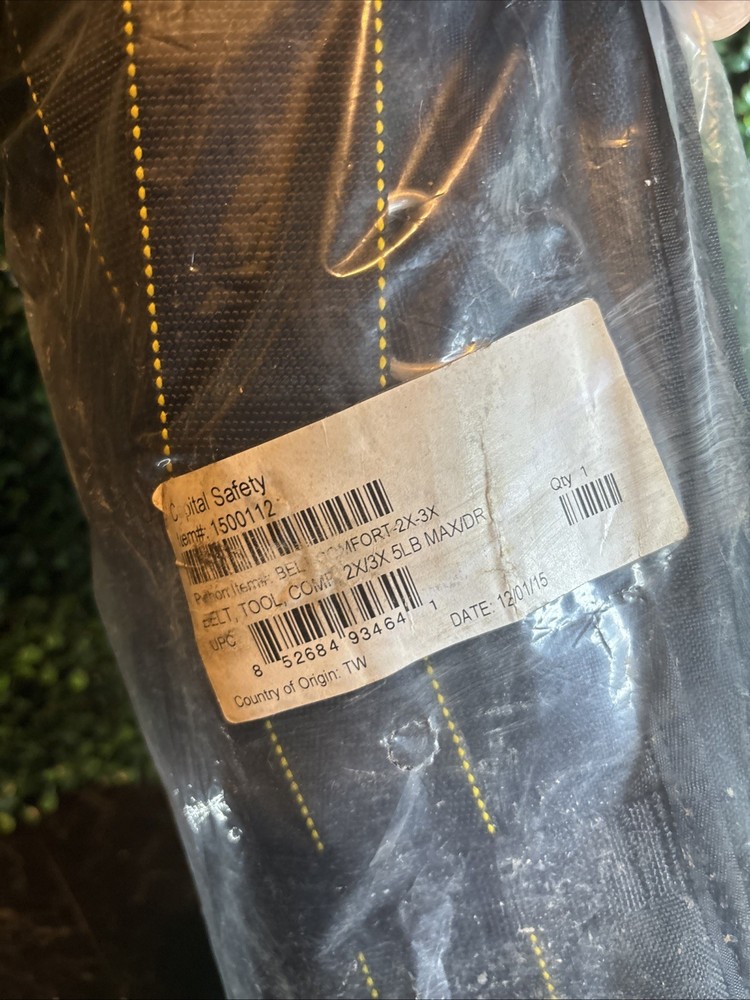 Capital Safety
Item#: 1500112
Python Item#: BELT-COMFORT-2X-3X
BELT, TOOL, COMF, 2X/3X 5LB MAX/DR
UPC
8 52684 93464 1
Country of Origin: TW
DATE: 12/01/15
Qty 1